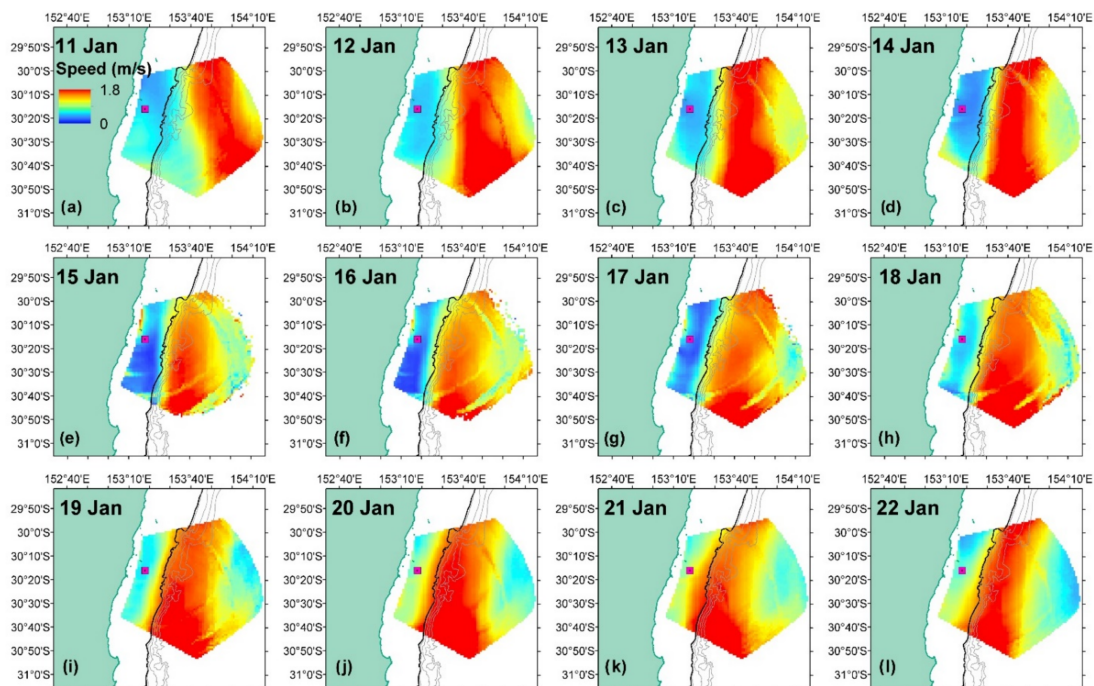 152°40'E 153°40'E 152°40'E 153°40'E 152°40'E 153°40'E 152°40'E 153°40'E
153°10'E 154°10'E 153°10'E 154°10'E 153°10'E 154°10'E 153°10'E 154°10'E
29°50'S 11 Jan 29°50'S 12 Jan 29°50'S 13 Jan 29°50'S 14 Jan
30°0'S Speed (m/s) 30°0'S 30°0'S 30°0'S
30°10'S 1.8 30°10'S 30°10'S 30°10'S
30°20'S 0 30°20'S 30°20'S 30°20'S
30°30'S 30°30'S 30°30'S 30°30'S
30°40'S 30°40'S 30°40'S 30°40'S
30°50'S 30°50'S 30°50'S 30°50'S
31°0'S (a) 31°0'S (b) 31°0'S (c) 31°0'S (d)
152°40'E 153°40'E 152°40'E 153°40'E 152°40'E 153°40'E 152°40'E 153°40'E
153°10'E 154°10'E 153°10'E 154°10'E 153°10'E 154°10'E 153°10'E 154°10'E
29°50'S 15 Jan 29°50'S 16 Jan 29°50'S 17 Jan 29°50'S 18 Jan
30°0'S 30°0'S 30°0'S 30°0'S
30°10'S 30°10'S 30°10'S 30°10'S
30°20'S 30°20'S 30°20'S 30°20'S
30°30'S 30°30'S 30°30'S 30°30'S
30°40'S 30°40'S 30°40'S 30°40'S
30°50'S 30°50'S 30°50'S 30°50'S
31°0'S (e) 31°0'S (f) 31°0'S (g) 31°0'S (h)
152°40'E 153°40'E 152°40'E 153°40'E 152°40'E 153°40'E 152°40'E 153°40'E
153°10'E 154°10'E 153°10'E 154°10'E 153°10'E 154°10'E 153°10'E 154°10'E
29°50'S 19 Jan 29°50'S 20 Jan 29°50'S 21 Jan 29°50'S 22 Jan
30°0'S 30°0'S 30°0'S 30°0'S
30°10'S 30°10'S 30°10'S 30°10'S
30°20'S 30°20'S 30°20'S 30°20'S
30°30'S 30°30'S 30°30'S 30°30'S
30°40'S 30°40'S 30°40'S 30°40'S
30°50'S 30°50'S 30°50'S 30°50'S
31°0'S (i) 31°0'S (j) 31°0'S (k) 31°0'S (l)